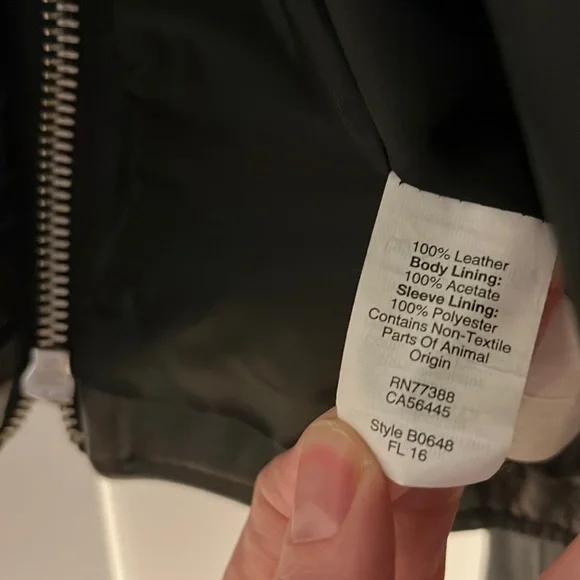 100% Leather
Body Lining:
100% Acetate
Sleeve Lining:
100% Polyester
Contains Non-Textile
Parts Of Animal
Origin
RN77388
CA56445
Style B0648
FL 16